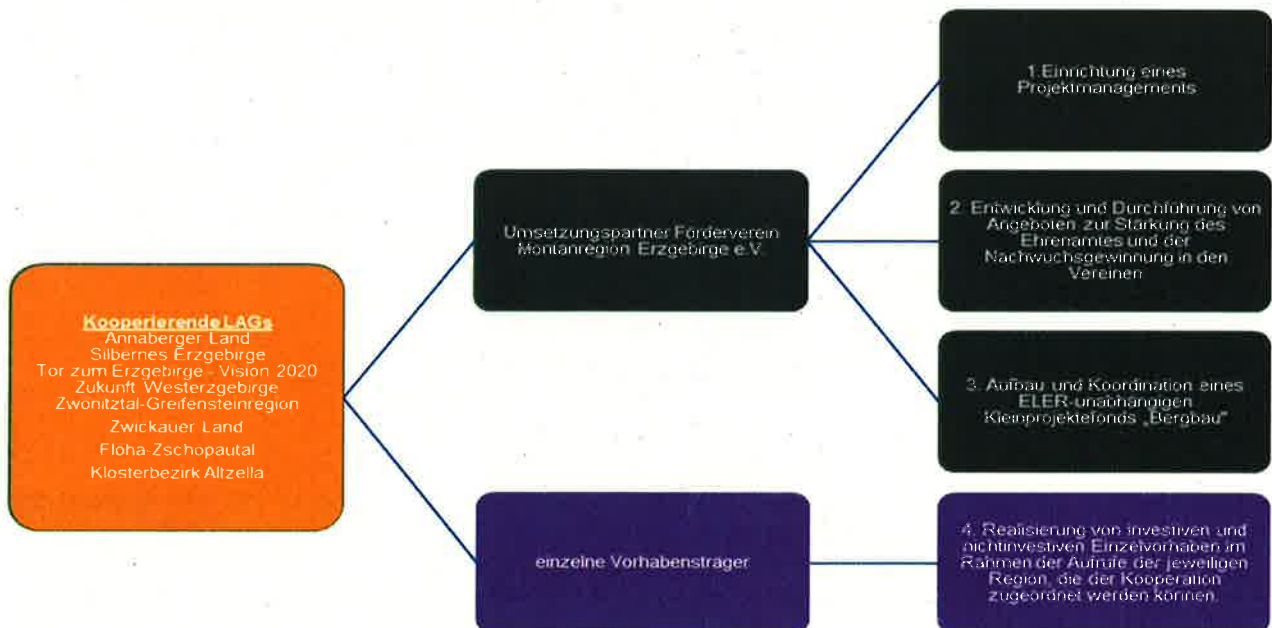 Kooperierende LAGs
Annaberger Land
Silbernes Erzgebirge
Tor zum Erzgebirge - Vision 2020
Zukunft Westerzgebirge
Zwönitztal-Greifensteinregion
Zwickauer Land
Flöha-Zschopautal
Klosterbezirk Altzella
Umsetzungspartner Förderverein
Montanregion Erzgebirge e.V.
einzelne Vorhabensträger
1.Einrichtung eines
Projektmanagements
2. Entwicklung und Durchführung von
Angeboten zur Stärkung des
Ehrenamtes und der
Nachwuchsgewinnung in den
Vereinen
3. Aufbau und Koordination eines
ELER-unabhängigen
Kleinprojektefonds „Bergbau“
4. Realisierung von investiven und
nichtinvestiven Einzelvorhaben im
Rahmen der Aufrufe der jeweiligen
Region, die der Kooperation
zugeordnet werden können.